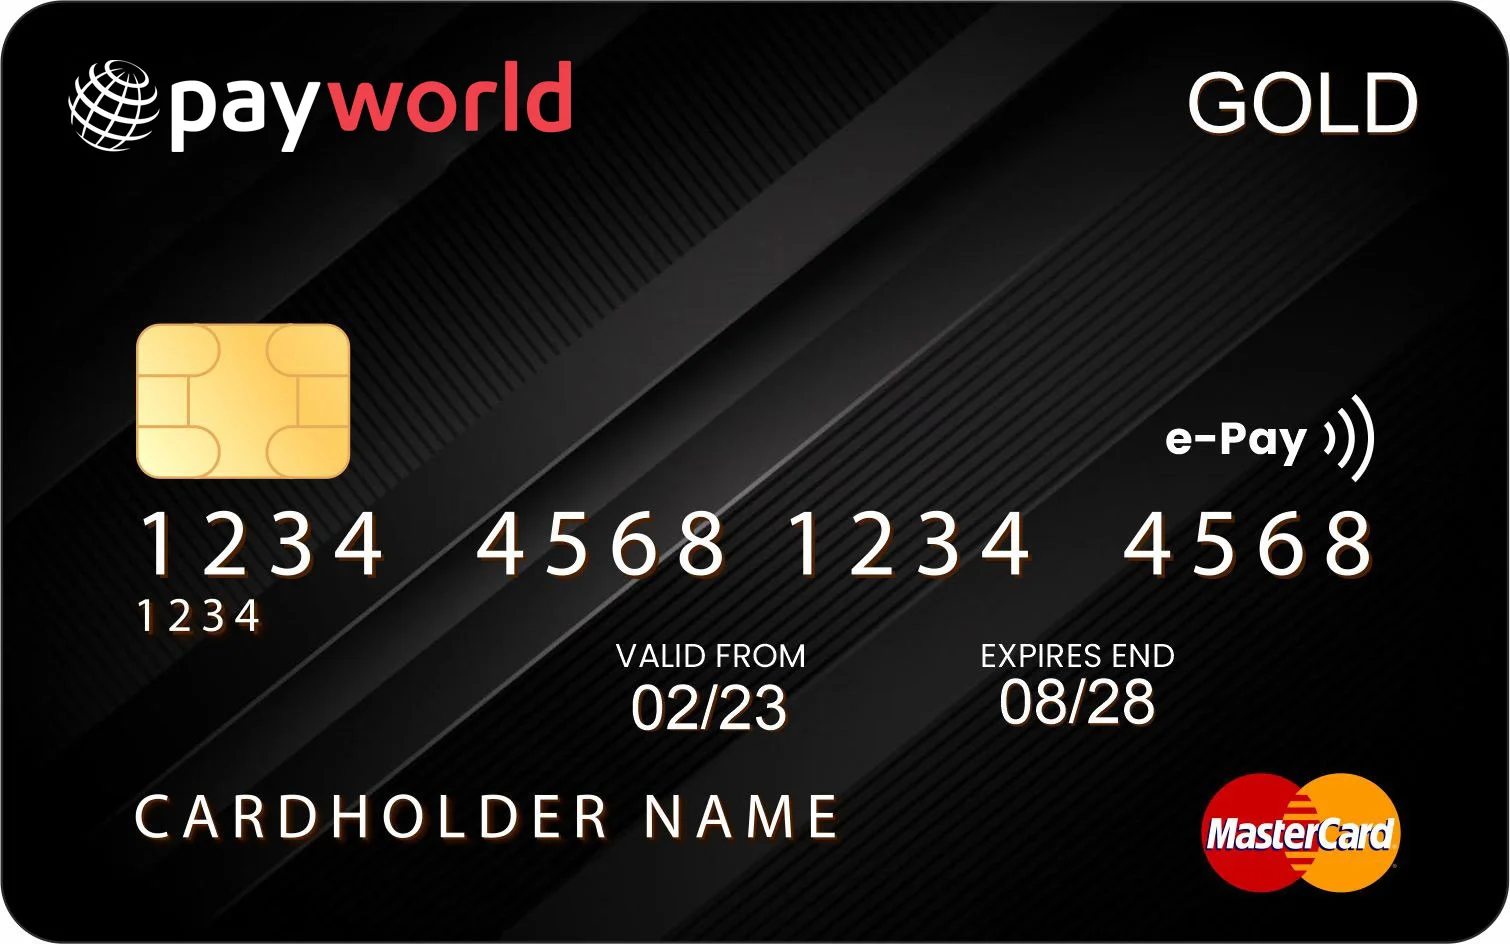 payworld
GOLD
e-Pay
1234 4568 1234 4568
1234
VALID FROM
02/23
EXPIRES END
08/28
CARDHOLDER NAME
MasterCard